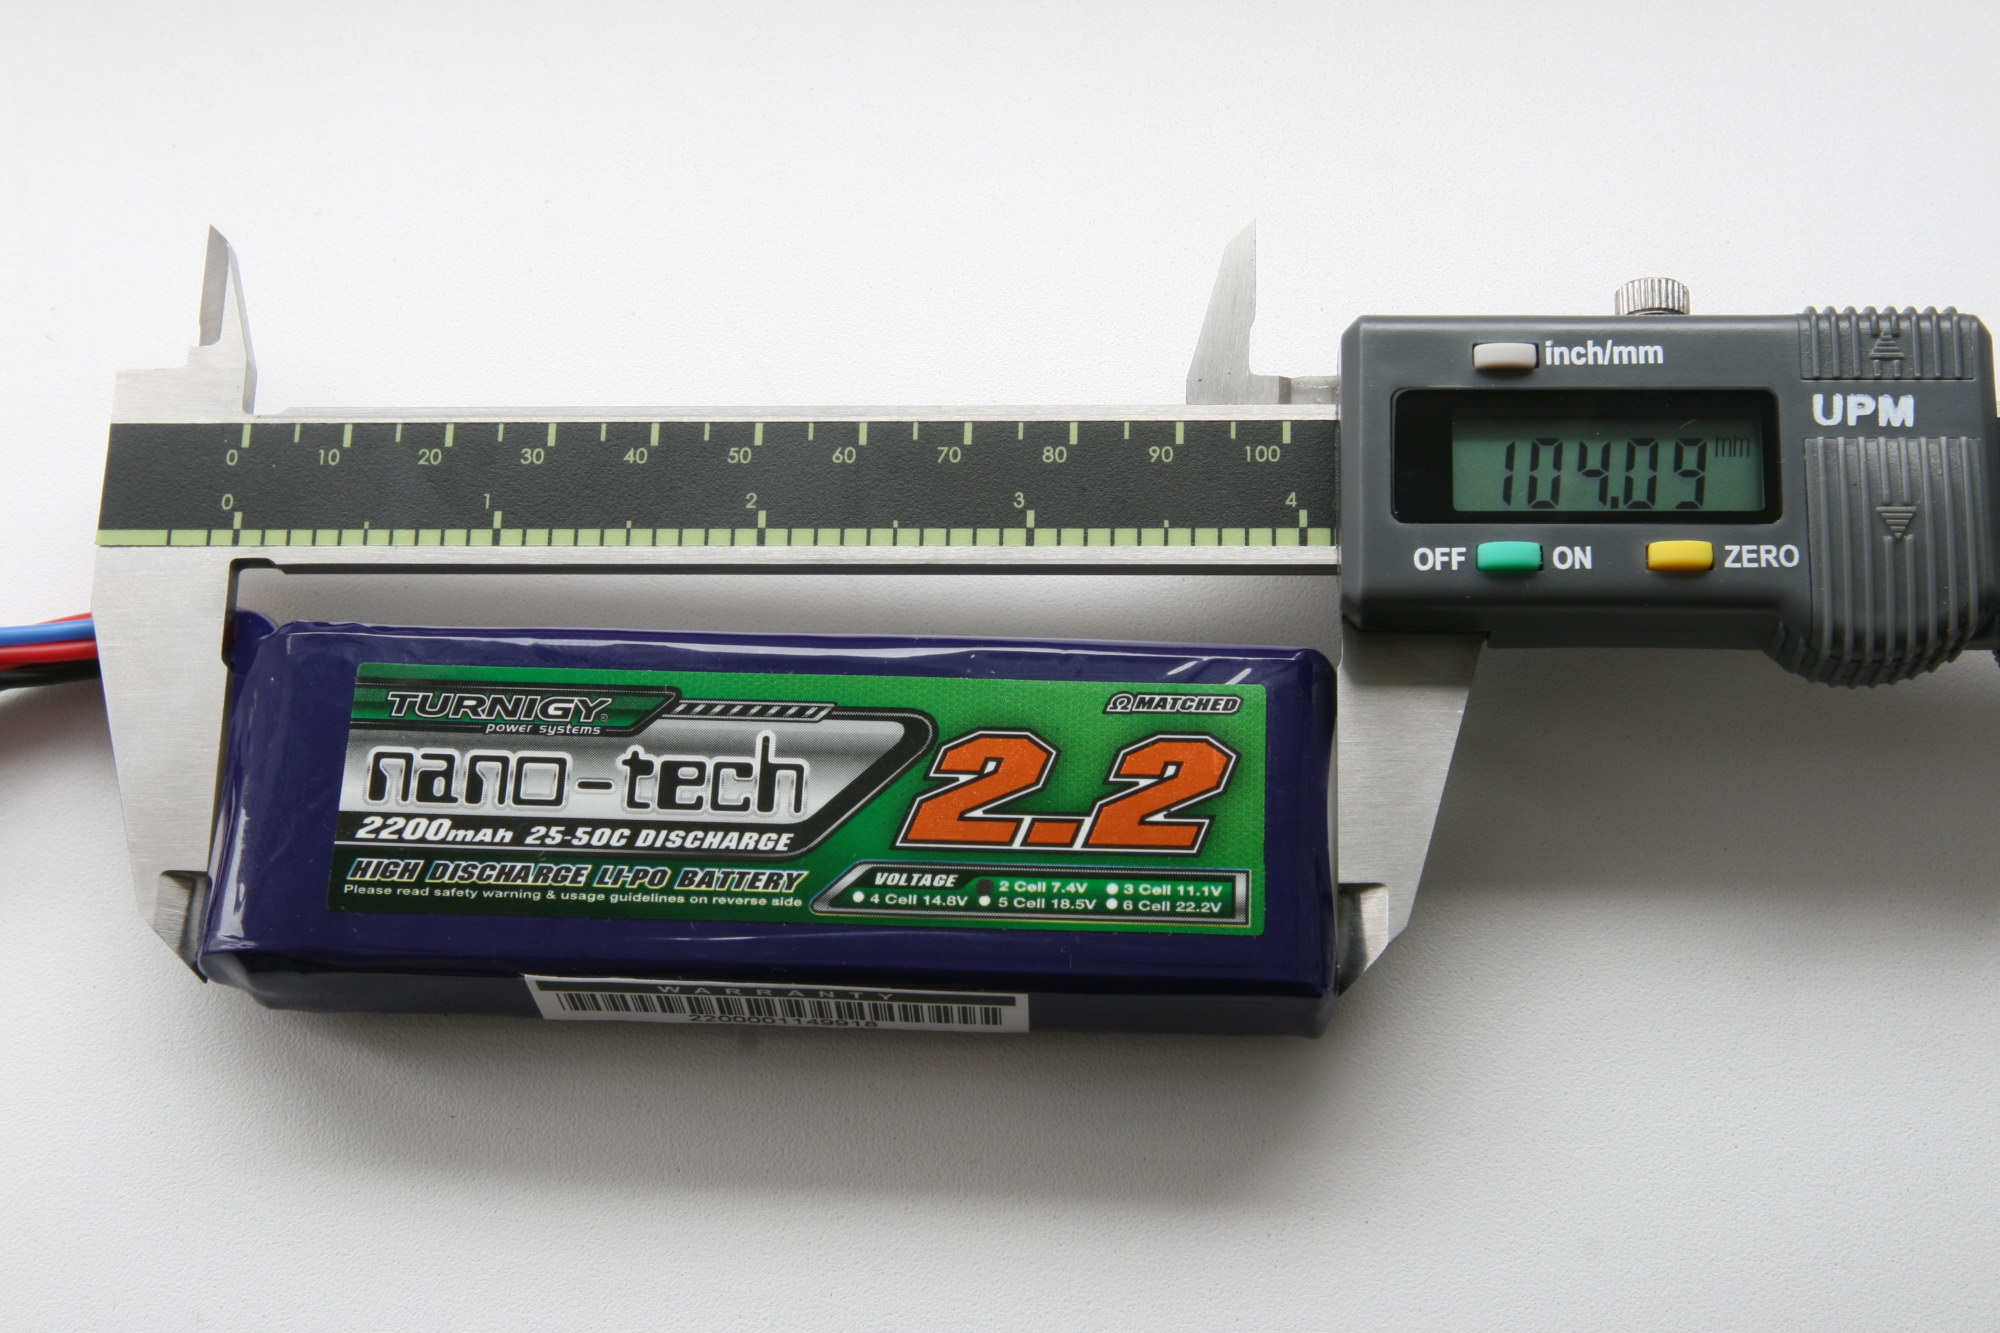 inch/mm
UPM
104.09 mm
OFF ON ZERO
0 10 20 30 40 50 60 70 80 90 100
0 1 2 3 4
TURNIGY
power systems
Ω MATCHED
nano-tech
2.2
2200mAh 25-50C DISCHARGE
HIGH DISCHARGE LI-PO BATTERY
Please read safety warning & usage guidelines on reverse side
VOLTAGE 2 Cell 7.4V 3 Cell 11.1V
4 Cell 14.8V 5 Cell 18.5V 6 Cell 22.2V
WARRANTY
2200001149918